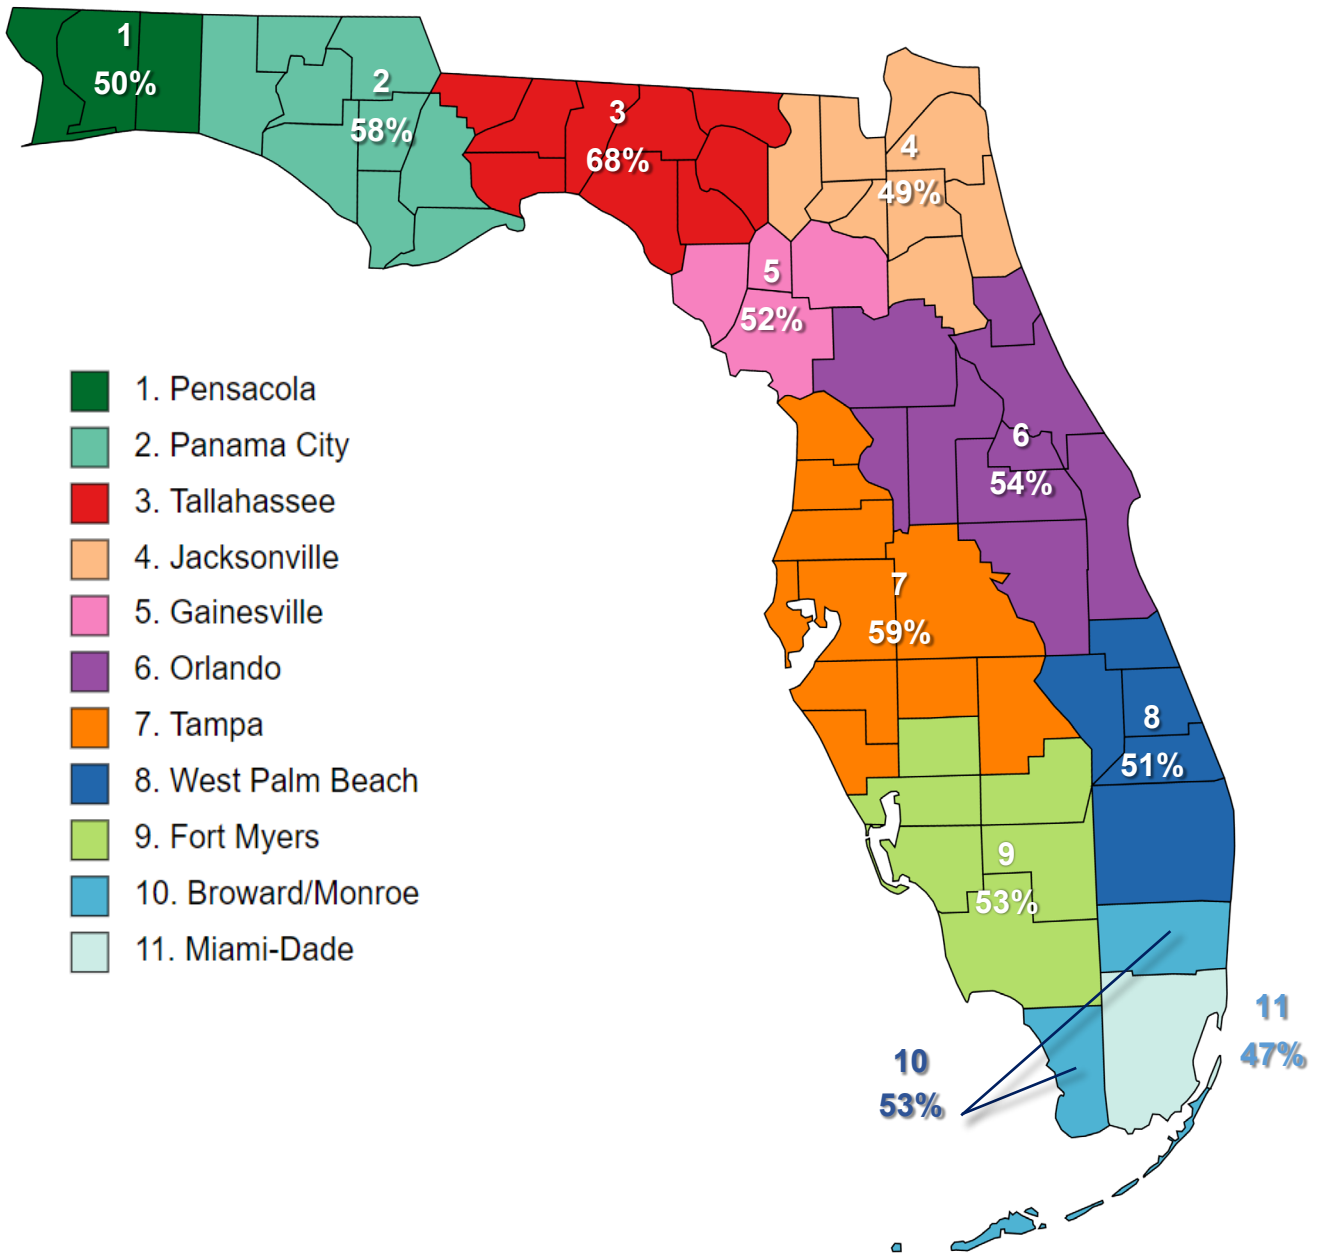 1
50%
2
58%
3
68%
4
49%
5
52%
6
54%
7
59%
8
51%
9
53%
10
53%
11
47%
1. Pensacola
2. Panama City
3. Tallahassee
4. Jacksonville
5. Gainesville
6. Orlando
7. Tampa
8. West Palm Beach
9. Fort Myers
10. Broward/Monroe
11. Miami-Dade